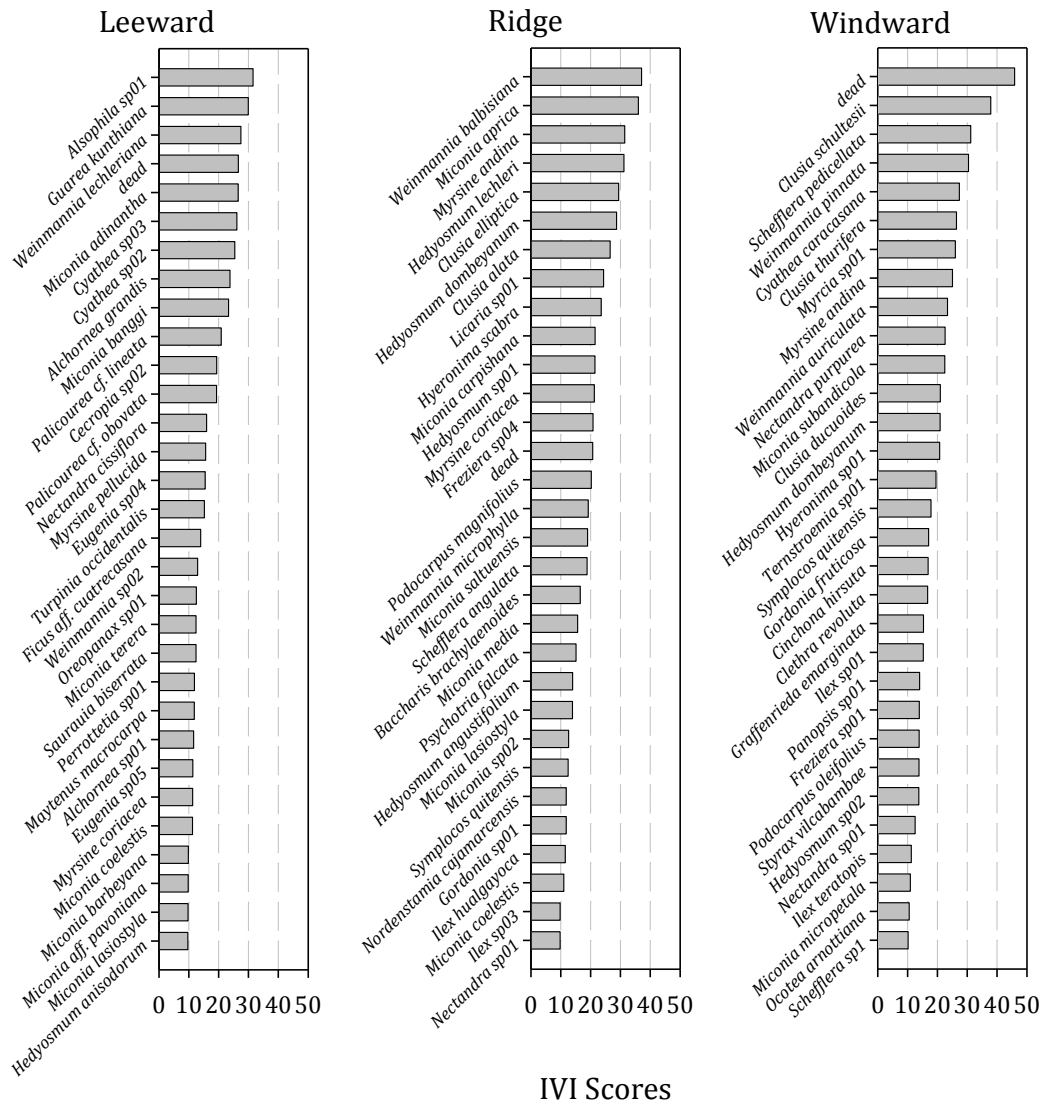 Leeward
Alsophila sp01
Guarea kunthiana
Weinmannia lechleriana
dead
Miconia adinantha
Cyathea sp03
Cyathea sp02
Alchornea grandis
Miconia banggi
Palicourea cf. lineata
Cecropia sp02
Palicourea cf. obovata
Nectandra cissiflora
Myrsine pellucida
Eugenia sp04
Turpinia occidentalis
Ficus aff. cuatrecasana
Weinmannia sp02
Oreopanax sp01
Miconia terera
Saurauia biserrata
Perrottetia sp01
Maytenus macrocarpa
Alchornea sp01
Eugenia sp05
Myrsine coriacea
Miconia coelestis
Miconia barbeyana
Miconia aff. pavoniana
Miconia lasiostyla
Hedyosmum anisodorum
0 10 20 30 40 50
Ridge
Weinmannia balbisiana
Miconia aprica
Myrsine andina
Hedyosmum lechleri
Clusia elliptica
Hedyosmum dombeyanum
Clusia alata
Licaria sp01
Hyeronima scabra
Miconia carpishana
Hedyosmum sp01
Myrsine coriacea
Freziera sp04
dead
Podocarpus magnifolius
Weinmannia microphylla
Miconia saltuensis
Schefflera angulata
Baccharis brachylaenoides
Miconia media
Psychotria falcata
Hedyosmum angustifolium
Miconia lasiostyla
Miconia sp02
Symplocos quitensis
Nordenstamia cajamarcensis
Gordonia sp01
Ilex hualgayoca
Miconia coelestis
Ilex sp03
Nectandra sp01
0 10 20 30 40 50
Windward
dead
Clusia schultesii
Schefflera pedicellata
Weinmannia pinnata
Cyathea caracasana
Clusia thurifera
Myrcia sp01
Myrsine andina
Weinmannia auriculata
Nectandra purpurea
Miconia subandicola
Clusia ducuoides
Hedyosmum dombeyanum
Hyeronima sp01
Ternstroemia sp01
Symplocos quitensis
Gordonia fruticosa
Cinchona hirsuta
Clethra revoluta
Graffenrieda emarginata
Ilex sp01
Panopsis sp01
Freziera sp01
Podocarpus oleifolius
Styrax vilcabambae
Hedyosmum sp02
Nectandra sp01
Ilex teratopis
Miconia micropetala
Ocotea arnottiana
Schefflera sp1
0 10 20 30 40 50
IVI Scores